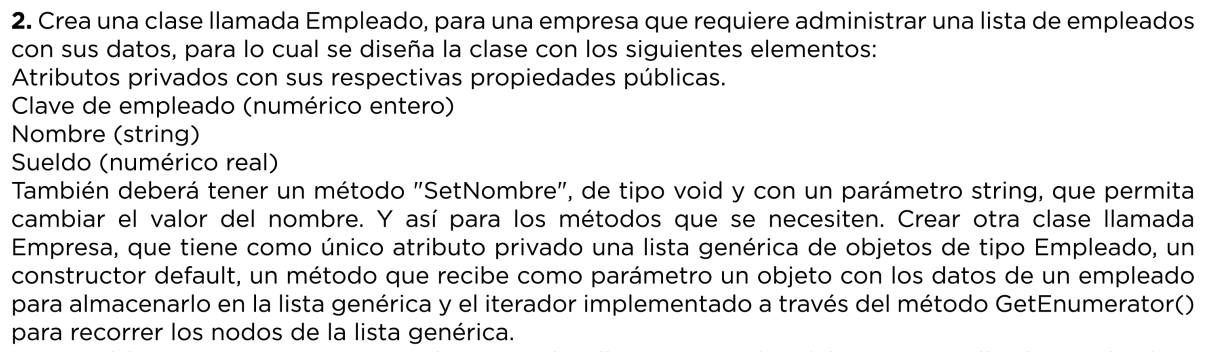 2. Crea una clase llamada Empleado, para una empresa que requiere administrar una lista de empleados
con sus datos, para lo cual se diseña la clase con los siguientes elementos:
Atributos privados con sus respectivas propiedades públicas.
Clave de empleado (numérico entero)
Nombre (string)
Sueldo (numérico real)
También deberá tener un método "SetNombre", de tipo void y con un parámetro string, que permita
cambiar el valor del nombre. Y así para los métodos que se necesiten. Crear otra clase llamada
Empresa, que tiene como único atributo privado una lista genérica de objetos de tipo Empleado, un
constructor default, un método que recibe como parámetro un objeto con los datos de un empleado
para almacenarlo en la lista genérica y el iterador implementado a través del método GetEnumerator()
para recorrer los nodos de la lista genérica.